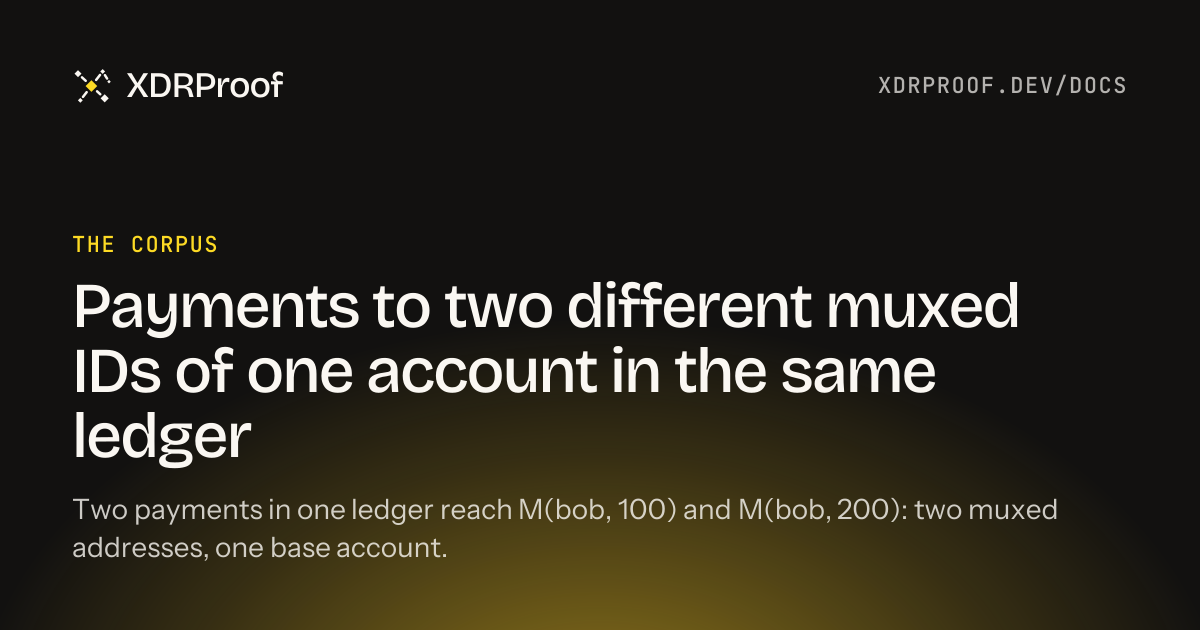 XDRProof
XDRPROOF.DEV/DOCS
THE CORPUS
Payments to two different muxed
IDs of one account in the same
ledger
Two payments in one ledger reach M(bob, 100) and M(bob, 200): two muxed
addresses, one base account.